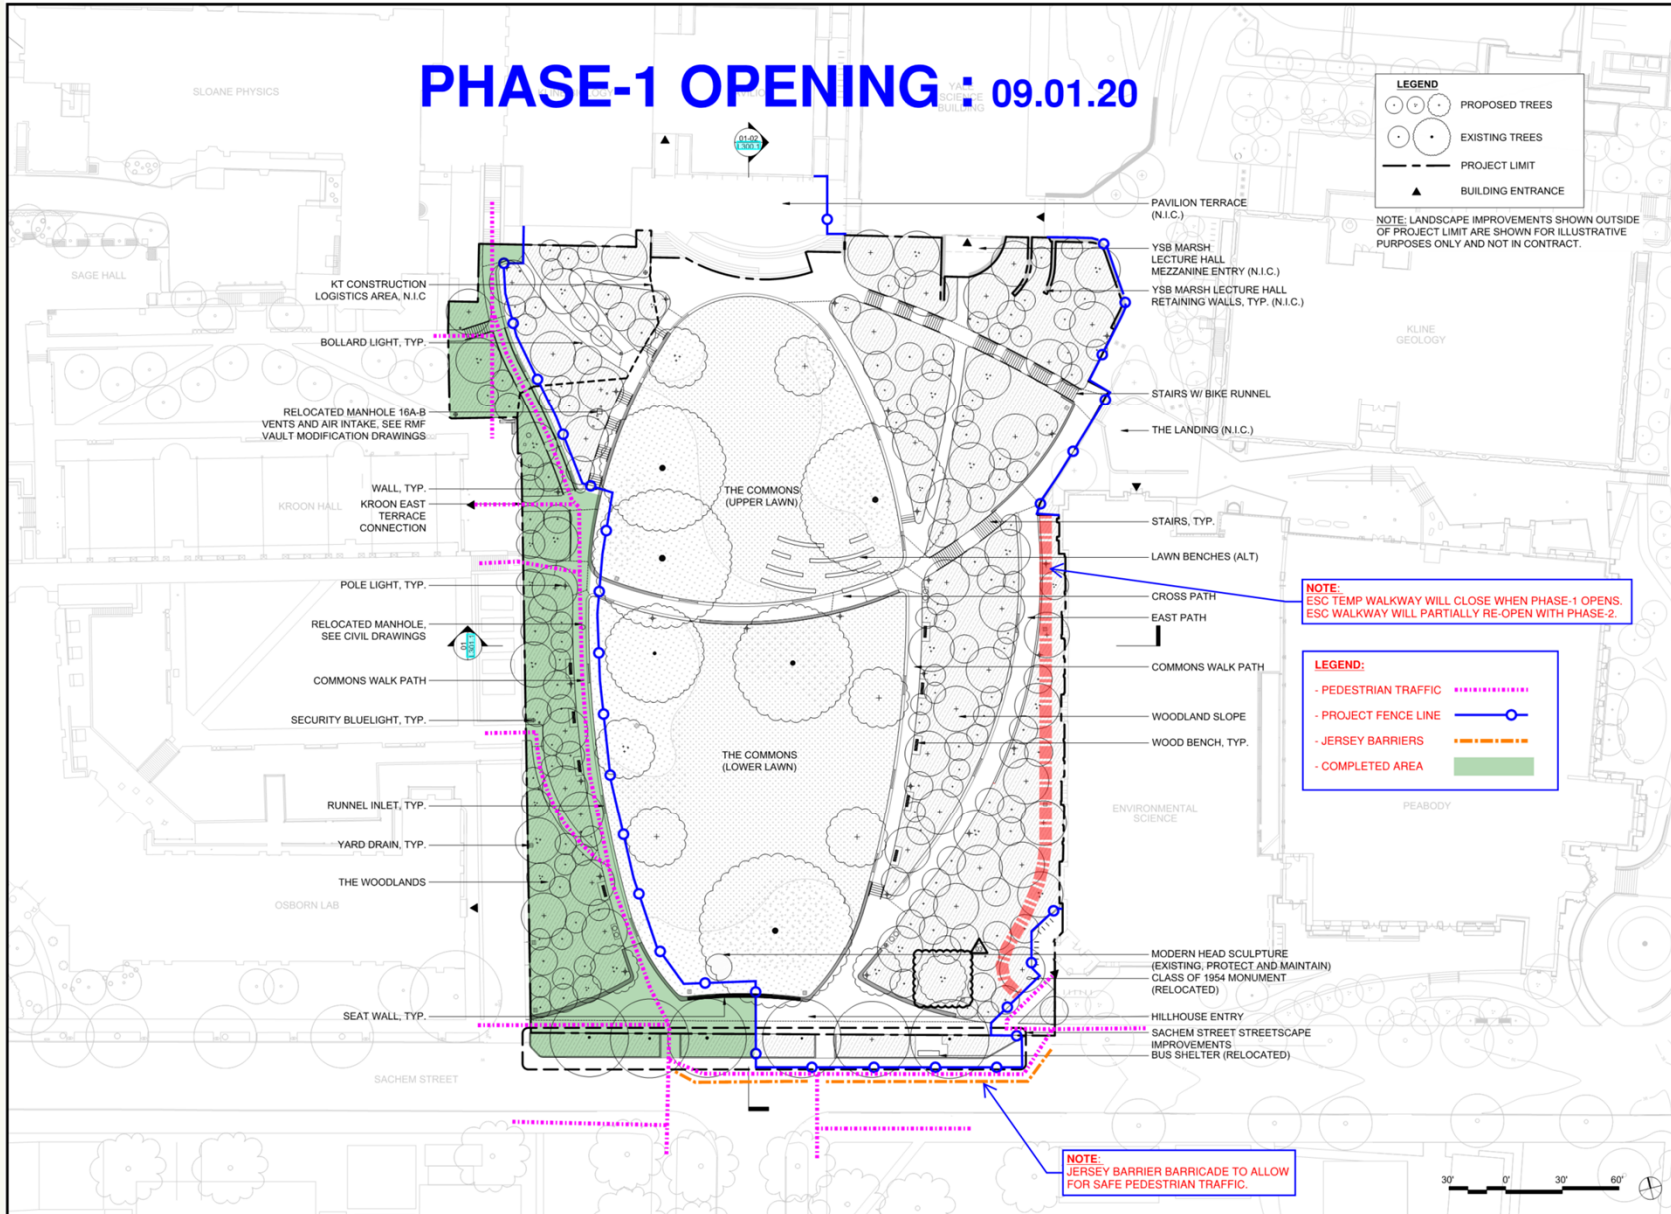 PHASE-1 OPENING : 09.01.20
SLOANE PHYSICS
YALE
SCIENCE
BUILDING
01-02
L300.1
LEGEND
PROPOSED TREES
EXISTING TREES
PROJECT LIMIT
BUILDING ENTRANCE
NOTE: LANDSCAPE IMPROVEMENTS SHOWN OUTSIDE
OF PROJECT LIMIT ARE SHOWN FOR ILLUSTRATIVE
PURPOSES ONLY AND NOT IN CONTRACT.
SAGE HALL
KT CONSTRUCTION
LOGISTICS AREA, N.I.C
BOLLARD LIGHT, TYP.
RELOCATED MANHOLE 16A-B
VENTS AND AIR INTAKE, SEE RMF
VAULT MODIFICATION DRAWINGS
WALL, TYP.
KROON HALL
KROON EAST
TERRACE
CONNECTION
POLE LIGHT, TYP.
RELOCATED MANHOLE,
SEE CIVIL DRAWINGS
01
L301.1
COMMONS WALK PATH
SECURITY BLUELIGHT, TYP.
RUNNEL INLET, TYP.
YARD DRAIN, TYP.
THE WOODLANDS
OSBORN LAB
SEAT WALL, TYP.
SACHEM STREET
THE COMMONS
(UPPER LAWN)
THE COMMONS
(LOWER LAWN)
PAVILION TERRACE
(N.I.C.)
YSB MARSH
LECTURE HALL
MEZZANINE ENTRY (N.I.C.)
YSB MARSH LECTURE HALL
RETAINING WALLS, TYP. (N.I.C.)
KLINE
GEOLOGY
STAIRS W/ BIKE RUNNEL
THE LANDING (N.I.C.)
STAIRS, TYP.
LAWN BENCHES (ALT)
CROSS PATH
EAST PATH
COMMONS WALK PATH
WOODLAND SLOPE
WOOD BENCH, TYP.
ENVIRONMENTAL
SCIENCE
PEABODY
MODERN HEAD SCULPTURE
(EXISTING, PROTECT AND MAINTAIN)
CLASS OF 1954 MONUMENT
(RELOCATED)
HILLHOUSE ENTRY
SACHEM STREET STREETSCAPE
IMPROVEMENTS
BUS SHELTER (RELOCATED)
NOTE:
ESC TEMP WALKWAY WILL CLOSE WHEN PHASE-1 OPENS.
ESC WALKWAY WILL PARTIALLY RE-OPEN WITH PHASE-2.
LEGEND:
- PEDESTRIAN TRAFFIC
- PROJECT FENCE LINE
- JERSEY BARRIERS
- COMPLETED AREA
NOTE:
JERSEY BARRIER BARRICADE TO ALLOW
FOR SAFE PEDESTRIAN TRAFFIC.
30' 0' 30' 60'